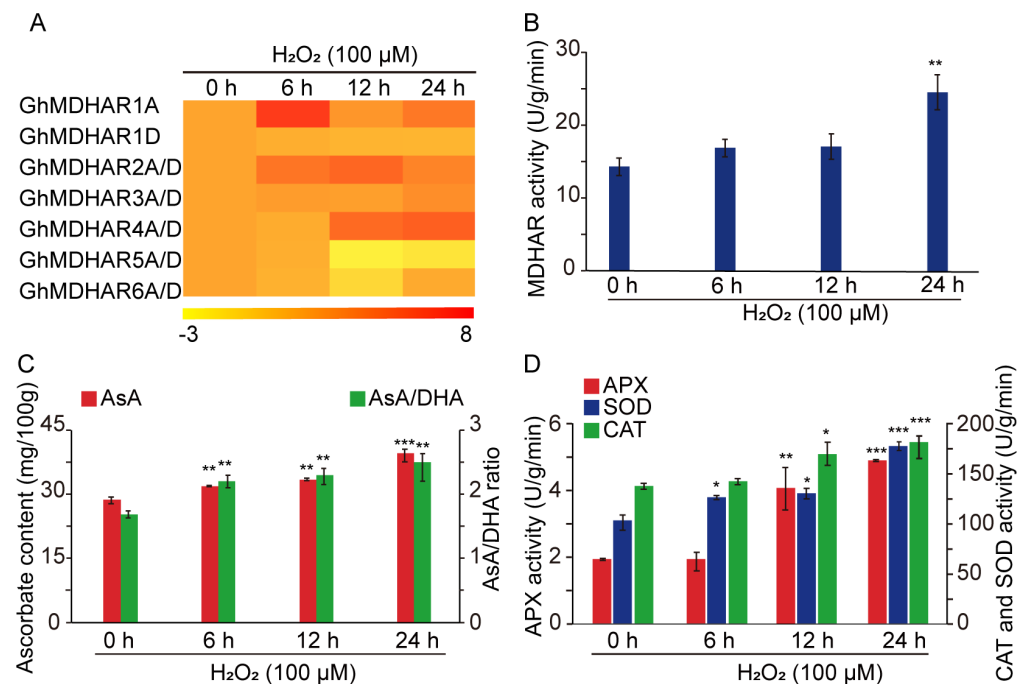 A
H₂O₂ (100 µM)
0 h 6 h 12 h 24 h
GhMDHAR1A
GhMDHAR1D
GhMDHAR2A/D
GhMDHAR3A/D
GhMDHAR4A/D
GhMDHAR5A/D
GhMDHAR6A/D
-3 8
B
MDHAR activity (U/g/min)
30
20
10
0
**
0 h 6 h 12 h 24 h
H₂O₂ (100 µM)
C
AsA AsA/DHA
Ascorbate content (mg/100g)
45
30
15
0
** ** ** ** *** **
3
2
1
0
AsA/DHA ratio
0 h 6 h 12 h 24 h
H₂O₂ (100 µM)
D
APX
SOD
CAT
APX activity (U/g/min)
6
4
2
0
* ** * * *** *** ***
200
150
100
50
0
CAT and SOD activity (U/g/min)
0 h 6 h 12 h 24 h
H₂O₂ (100 µM)